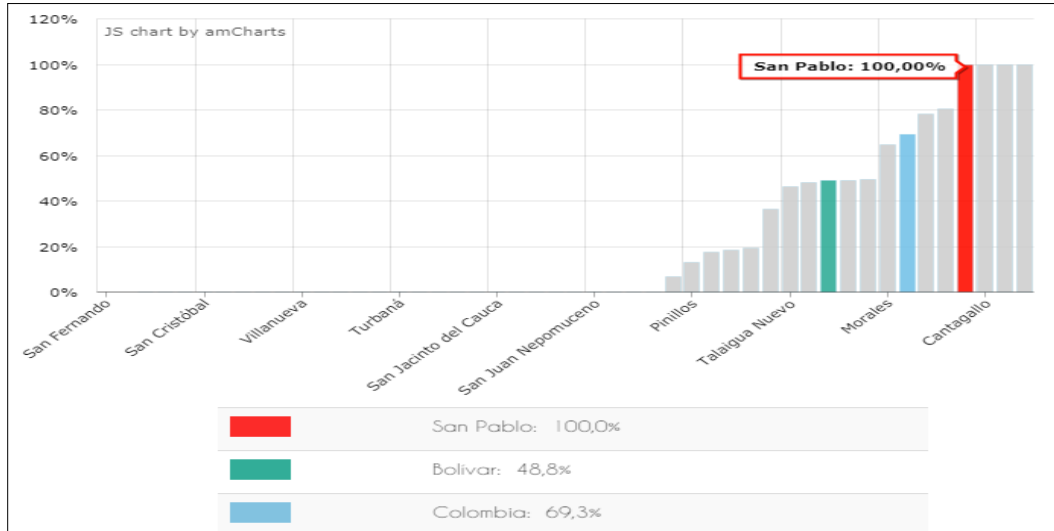 120%
JS chart by amCharts
100%
San Pablo: 100,00%
80%
60%
40%
20%
0%
San Fernando
San Cristóbal
Villanueva
Turbaná
San Jacinto del Cauca
San Juan Nepomuceno
Pinillos
Talaigua Nuevo
Morales
Cantagallo
San Pablo: 100,0%
Bolívar: 48,8%
Colombia: 69,3%